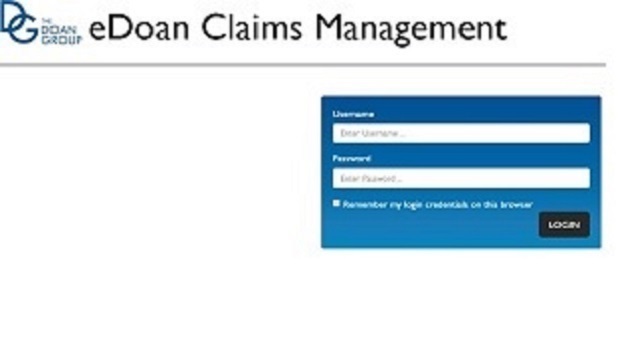 THE
DOAN
GROUP
eDoan Claims Management
Username
Enter Username...
Password
Enter Password...
Remember my login credentials on this browser
LOGIN